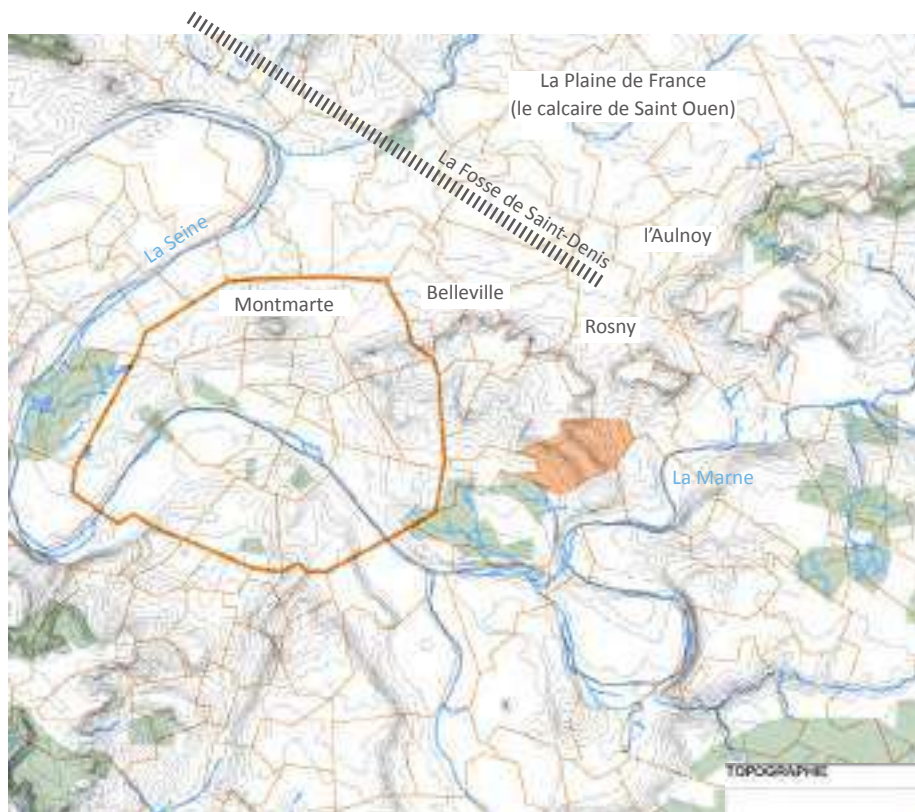 La Plaine de France
(le calcaire de Saint Ouen)
La Fosse de Saint-Denis
La Seine
l'Aulnoy
Montmarte
Belleville
Rosny
La Marne
TOPOGRAPHIE